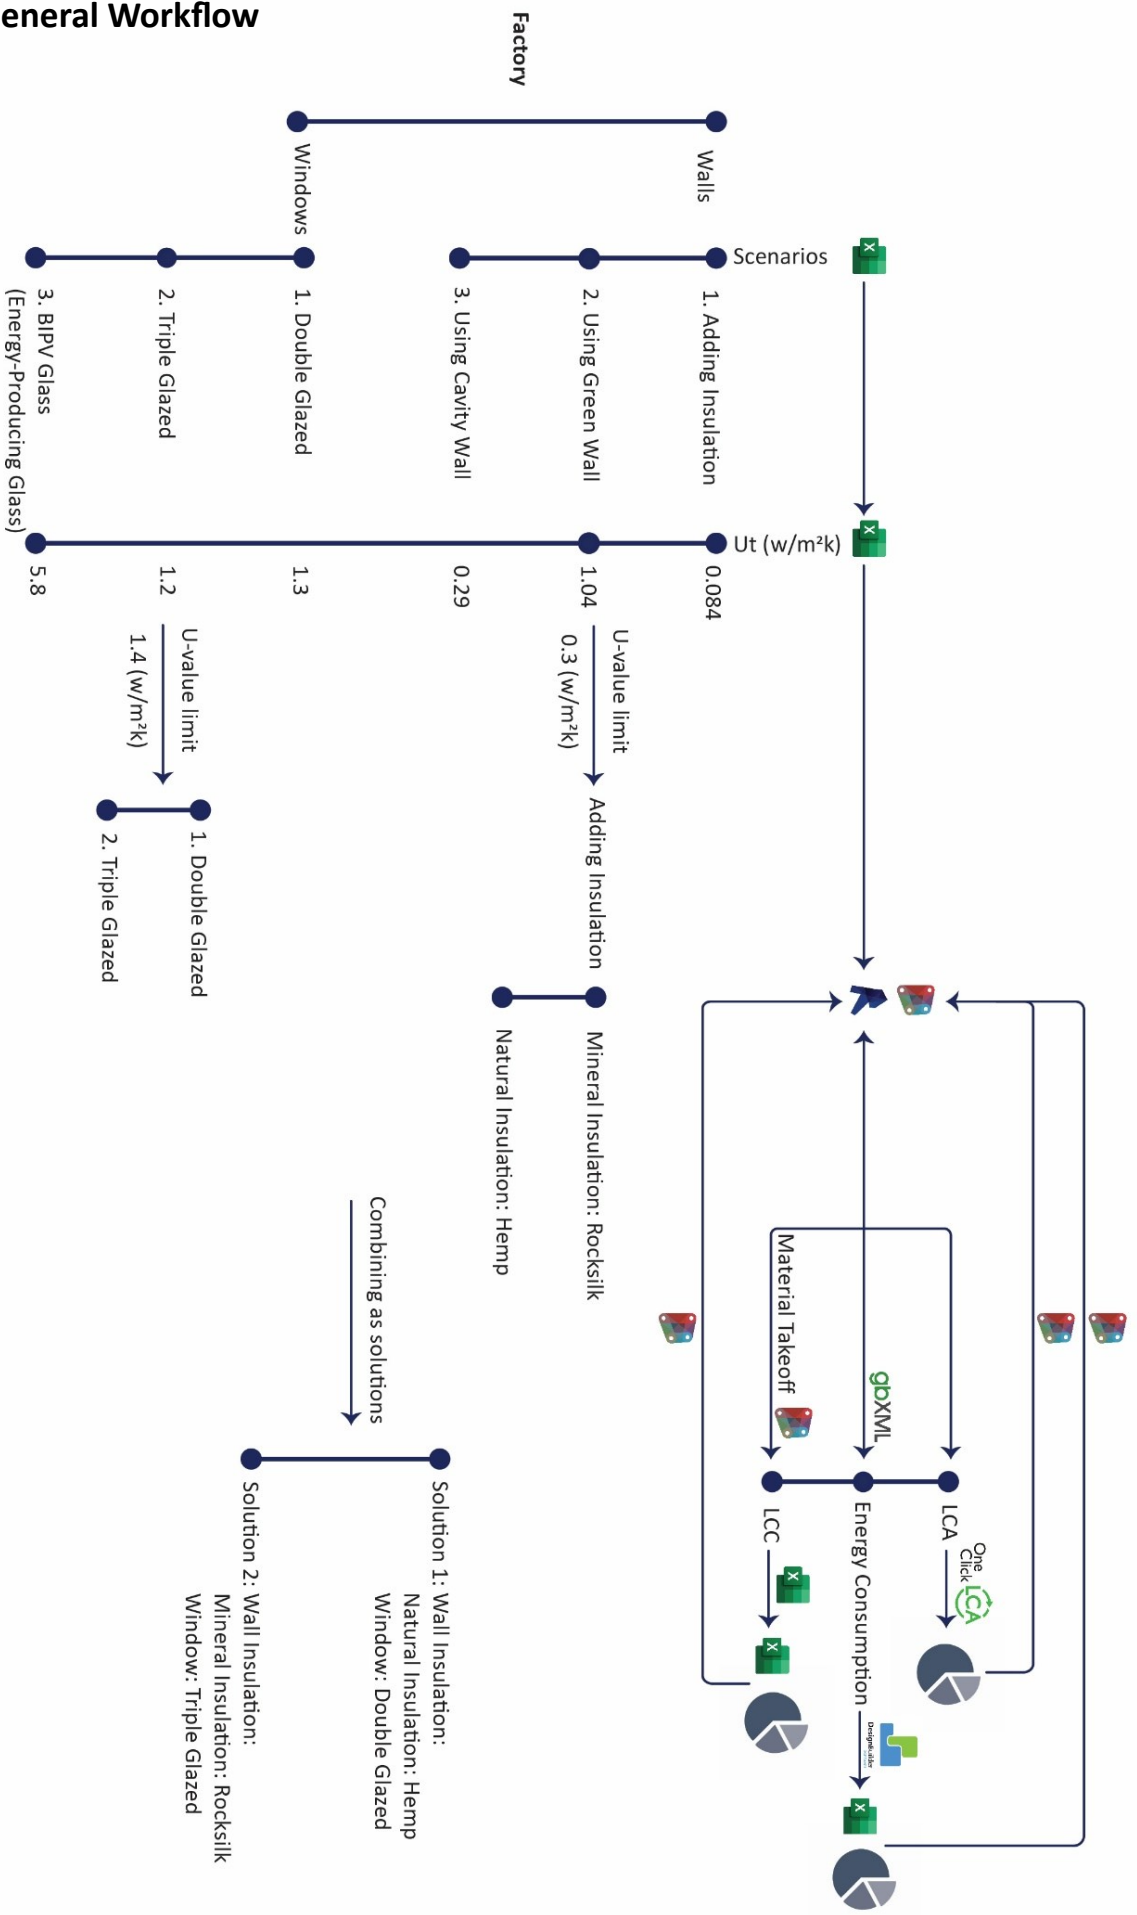 eneral Workflow
Factory
Walls
Windows
Scenarios
1. Adding Insulation
2. Using Green Wall
3. Using Cavity Wall
1. Double Glazed
2. Triple Glazed
3. BIPV Glass
(Energy-Producing Glass)
Ut (w/m²k)
0.084
1.04
0.29
1.3
1.2
5.8
U-value limit
0.3 (w/m²k)
U-value limit
1.4 (w/m²k)
Adding Insulation
1. Double Glazed
2. Triple Glazed
Mineral Insulation: Rocksilk
Natural Insulation: Hemp
Combining as solutions
Solution 1: Wall Insulation:
Natural Insulation: Hemp
Window: Double Glazed
Solution 2: Wall Insulation:
Mineral Insulation: Rocksilk
Window: Triple Glazed
Material Takeoff
gbXML
LCA
Energy Consumption
LCC
One
Click
LCA
DesignBuilder
X
X
X
X
X